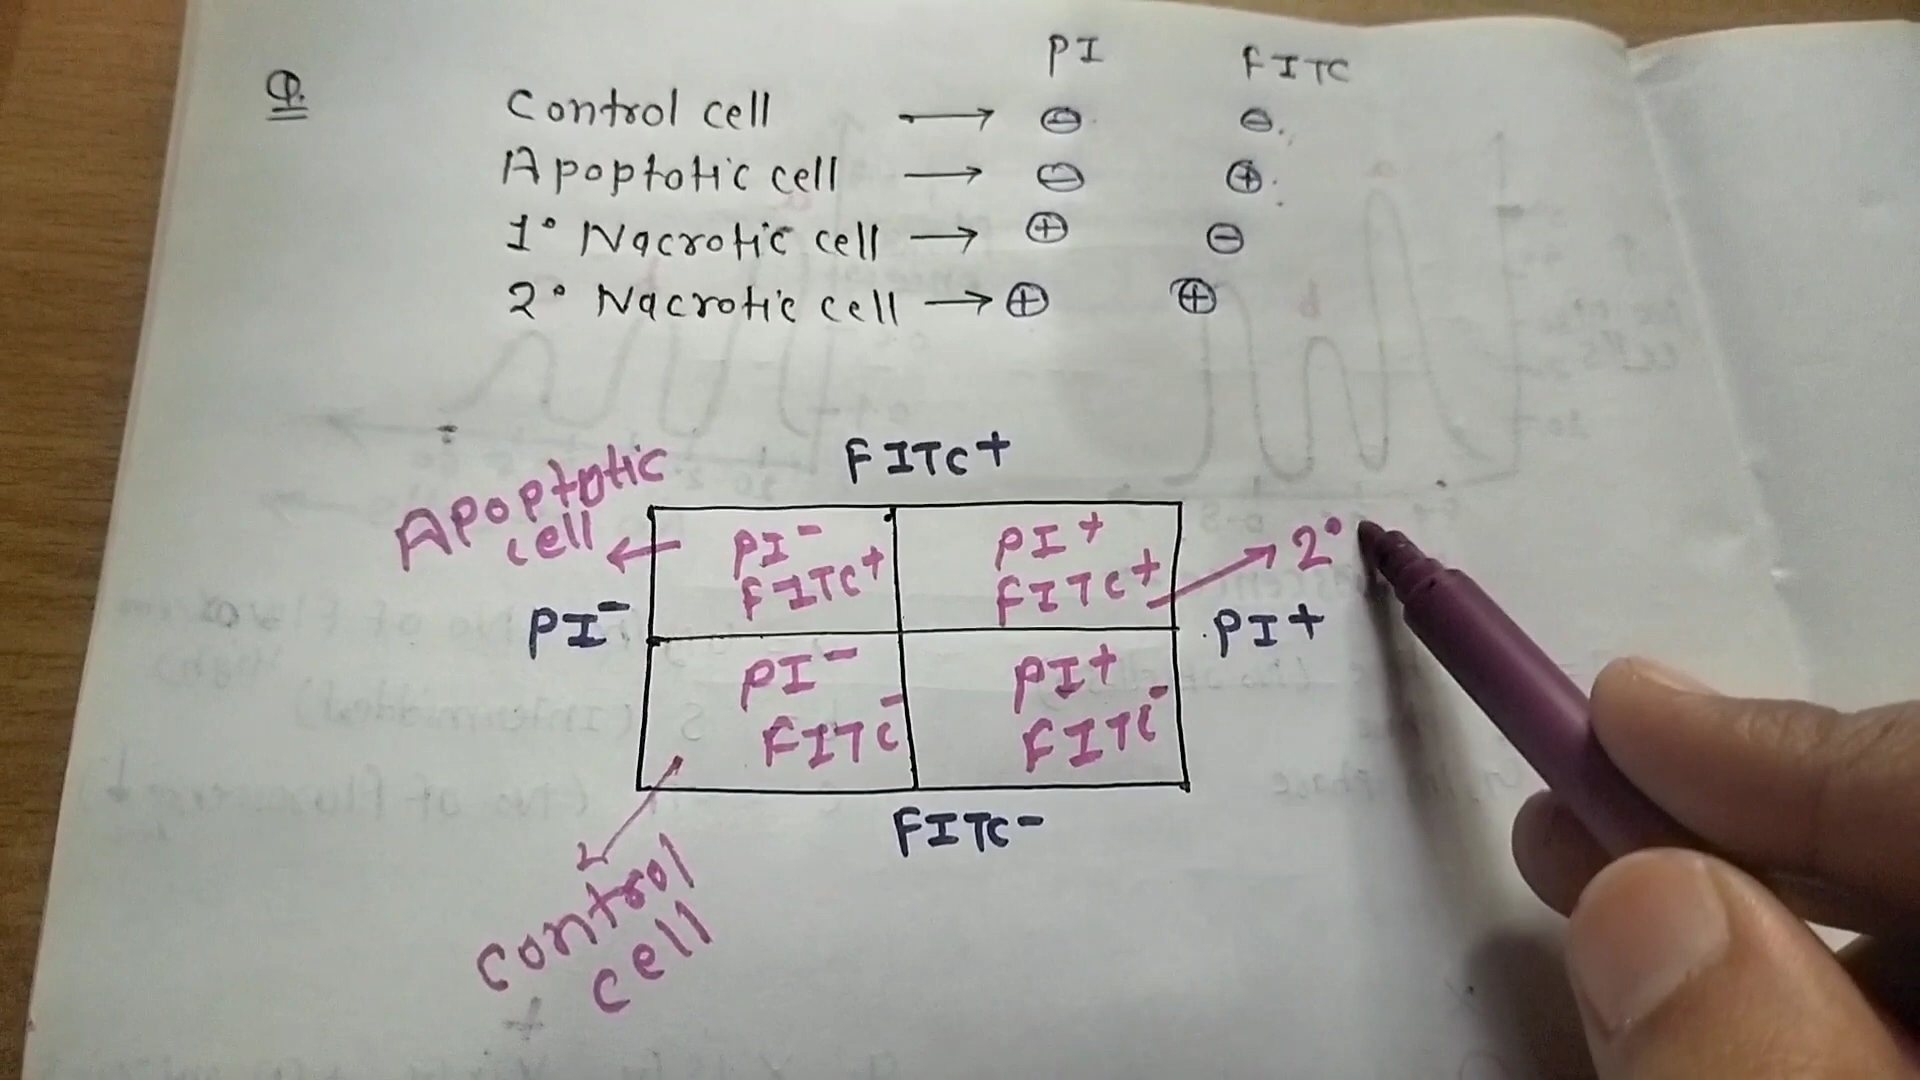 PI FITC
Q.
Control cell → ⊖ ⊖
Apoptotic cell → ⊖ ⊕
1° Nacrotic cell → ⊕ ⊖
2° Nacrotic cell → ⊕ ⊕
FITC+
Apoptotic
cell
PI-
FITC+
PI+
FITC+
2°
PI-
PI+
PI-
FITC-
PI+
FITC-
FITC-
control
cell